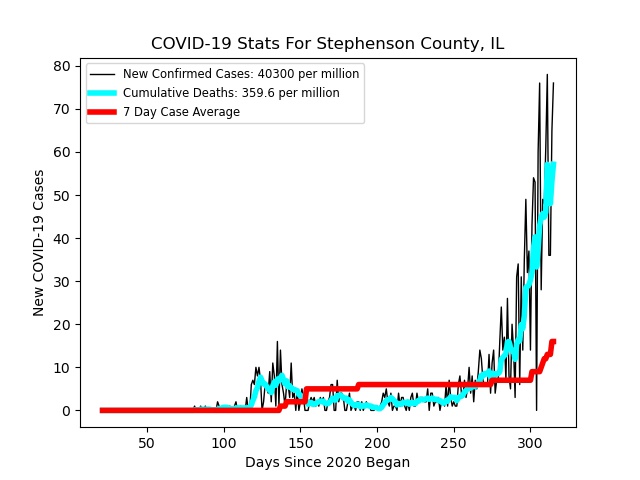 COVID-19 Stats For Stephenson County, IL
New Confirmed Cases: 40300 per million
Cumulative Deaths: 359.6 per million
7 Day Case Average
New COVID-19 Cases
80
70
60
50
40
30
20
10
0
50 100 150 200 250 300
Days Since 2020 Began